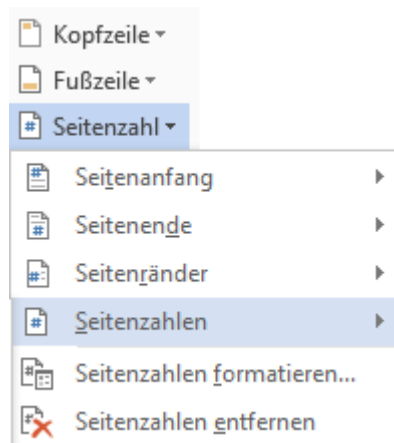 Kopfzeile
Fußzeile
Seitenzahl
Seitenanfang
Seitenende
Seitenränder
Seitenzahlen
Seitenzahlen formatieren...
Seitenzahlen entfernen